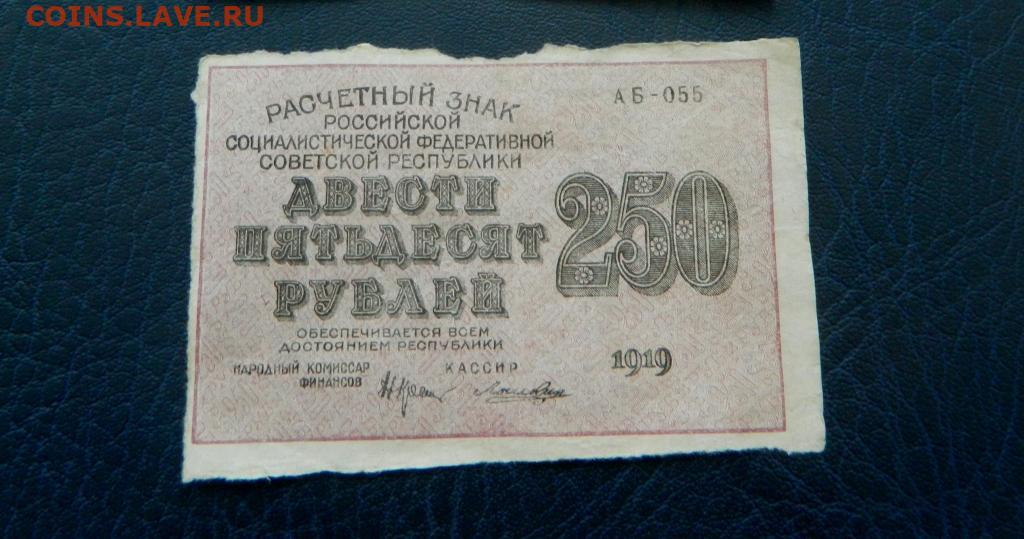 COINS.LAVE.RU
РАСЧЕТНЫЙ ЗНАК
РОССИЙСКОЙ
СОЦИАЛИСТИЧЕСКОЙ ФЕДЕРАТИВНОЙ
СОВЕТСКОЙ РЕСПУБЛИКИ
АБ-055
ДВЕСТИ
ПЯТЬДЕСЯТ
РУБЛЕЙ
250
ОБЕСПЕЧИВАЕТСЯ ВСЕМ
ДОСТОЯНИЕМ РЕСПУБЛИКИ
НАРОДНЫЙ КОМИССАР
ФИНАНСОВ
КАССИР
1919